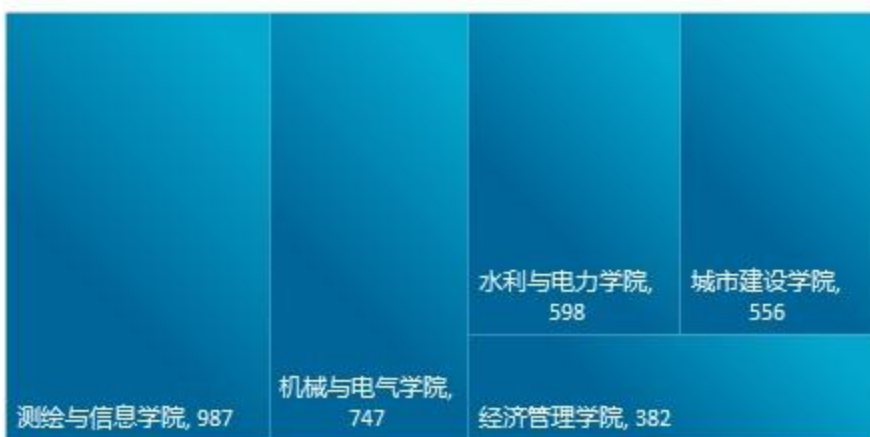 测绘与信息学院, 987
机械与电气学院,
747
水利与电力学院,
598
城市建设学院,
556
经济管理学院, 382